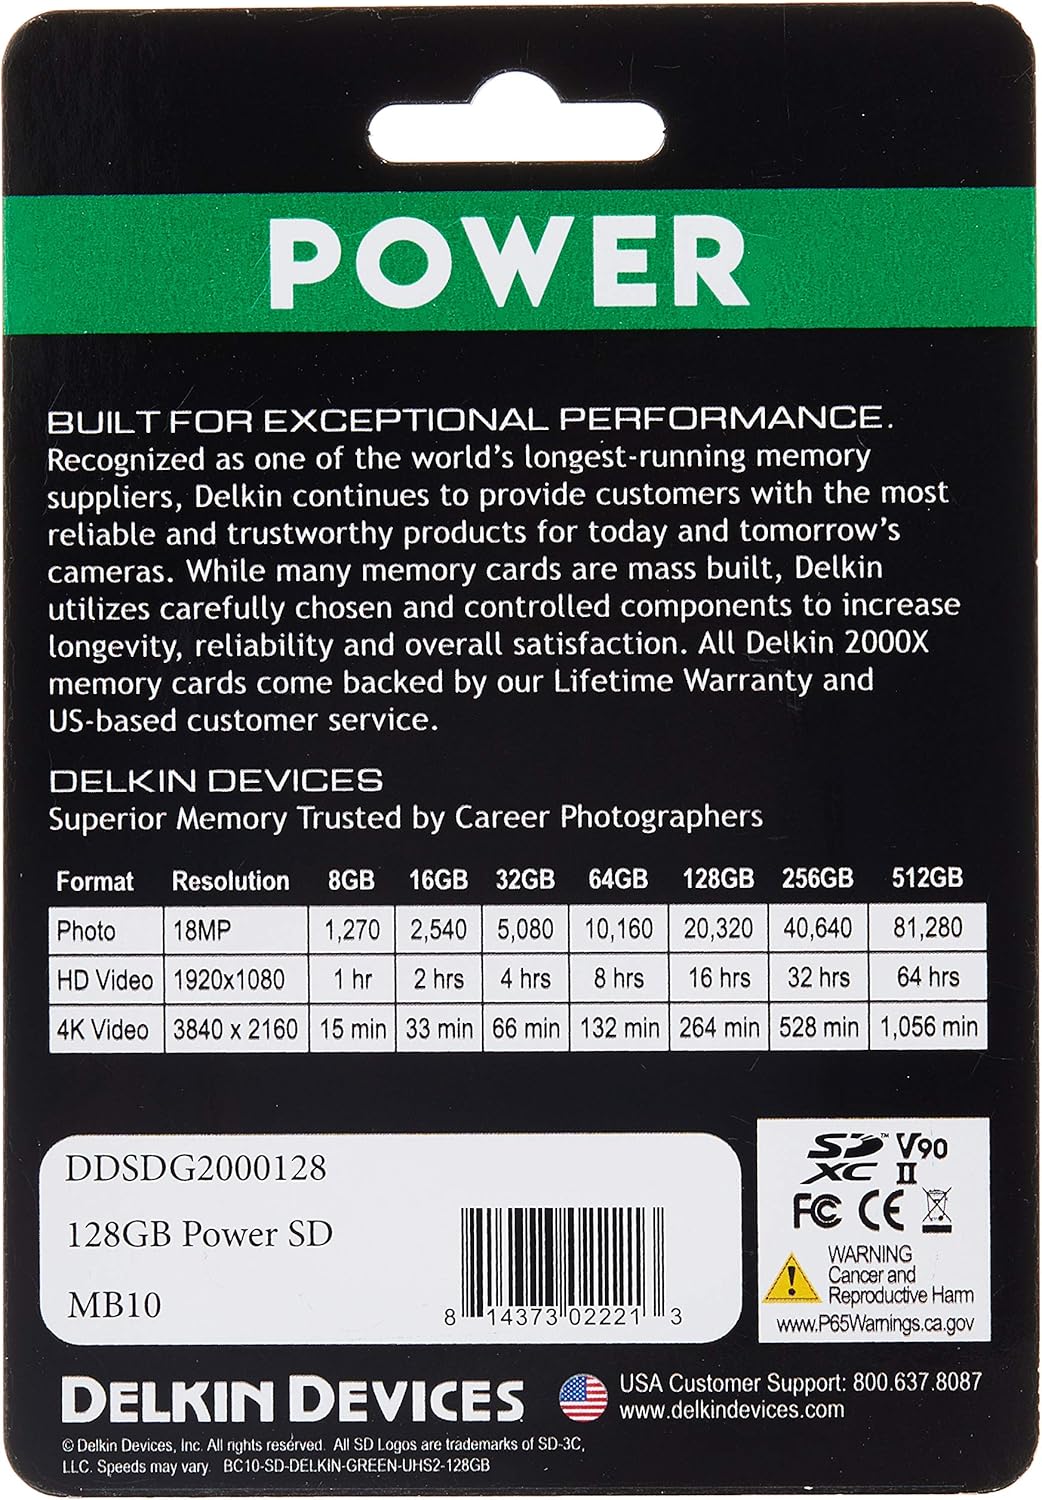 POWER
BUILT FOR EXCEPTIONAL PERFORMANCE.
Recognized as one of the world's longest-running memory
suppliers, Delkin continues to provide customers with the most
reliable and trustworthy products for today and tomorrow's
cameras. While many memory cards are mass built, Delkin
utilizes carefully chosen and controlled components to increase
longevity, reliability and overall satisfaction. All Delkin 2000X
memory cards come backed by our Lifetime Warranty and
US-based customer service.
DELKIN DEVICES
Superior Memory Trusted by Career Photographers
Format Resolution 8GB 16GB 32GB 64GB 128GB 256GB 512GB
Photo 18MP 1,270 2,540 5,080 10,160 20,320 40,640 81,280
HD Video 1920x1080 1 hr 2 hrs 4 hrs 8 hrs 16 hrs 32 hrs 64 hrs
4K Video 3840 x 2160 15 min 33 min 66 min 132 min 264 min 528 min 1,056 min
DDSDG2000128
128GB Power SD
MB10
8 14373 02221 3
SD™ V90
XC II
FC CE
WARNING
Cancer and
Reproductive Harm
www.P65Warnings.ca.gov
DELKIN DEVICES
USA Customer Support: 800.637.8087
www.delkindevices.com
© Delkin Devices, Inc. All rights reserved. All SD Logos are trademarks of SD-3C,
LLC. Speeds may vary. BC10-SD-DELKIN-GREEN-UHS2-128GB